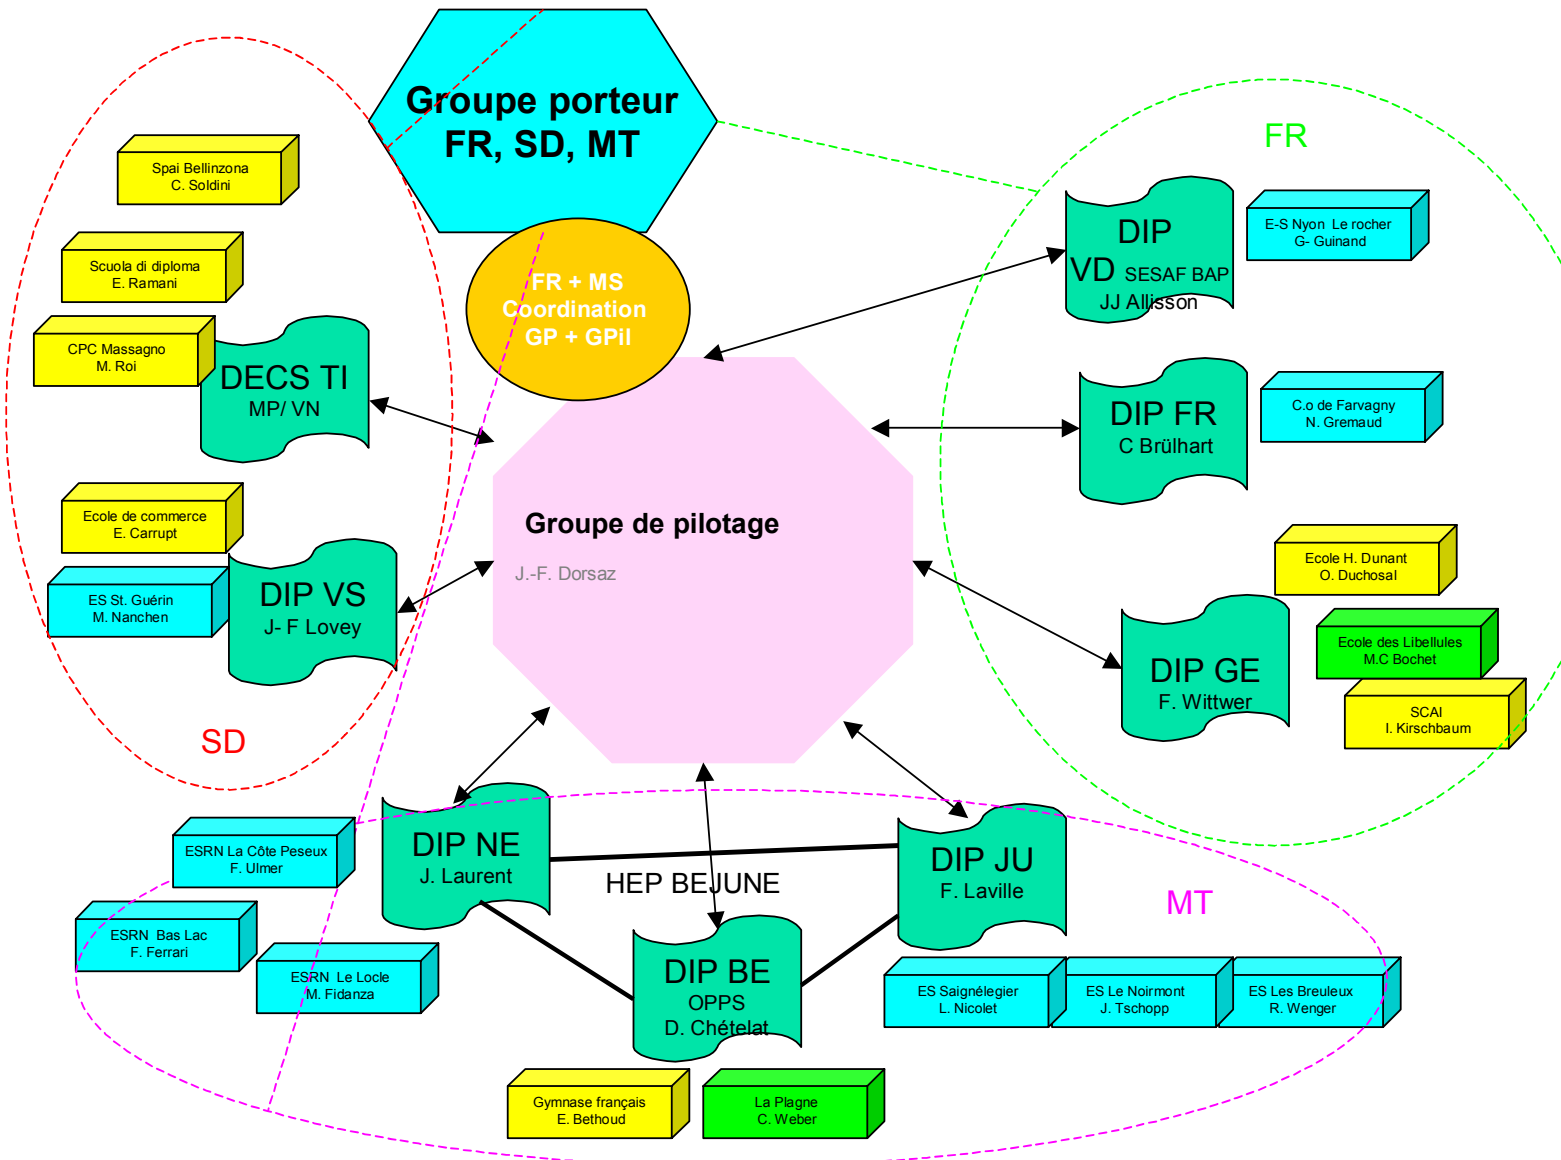 Groupe porteur
FR, SD, MT
FR + MS
Coordination
GP + GPil
Groupe de pilotage
J.-F. Dorsaz
Spai Bellinzona
C. Soldini
Scuola di diploma
E. Ramani
CPC Massagno
M. Roi
DECS TI
MP/ VN
Ecole de commerce
E. Carrupt
ES St. Guérin
M. Nanchen
DIP VS
J- F Lovey
SD
FR
DIP
VD SESAF BAP
JJ Allisson
E-S Nyon Le rocher
G- Guinand
DIP FR
C Brülhart
C.o de Farvagny
N. Gremaud
Ecole H. Dunant
O. Duchosal
Ecole des Libellules
M.C Bochet
SCAI
I. Kirschbaum
DIP GE
F. Wittwer
ESRN La Côte Peseux
F. Ulmer
ESRN Bas Lac
F. Ferrari
ESRN Le Locle
M. Fidanza
DIP NE
J. Laurent
HEP BEJUNE
DIP JU
F. Laville
MT
DIP BE
OPPS
D. Chételat
ES Saignélegier
L. Nicolet
ES Le Noirmont
J. Tschopp
ES Les Breuleux
R. Wenger
Gymnase français
E. Bethoud
La Plagne
C. Weber